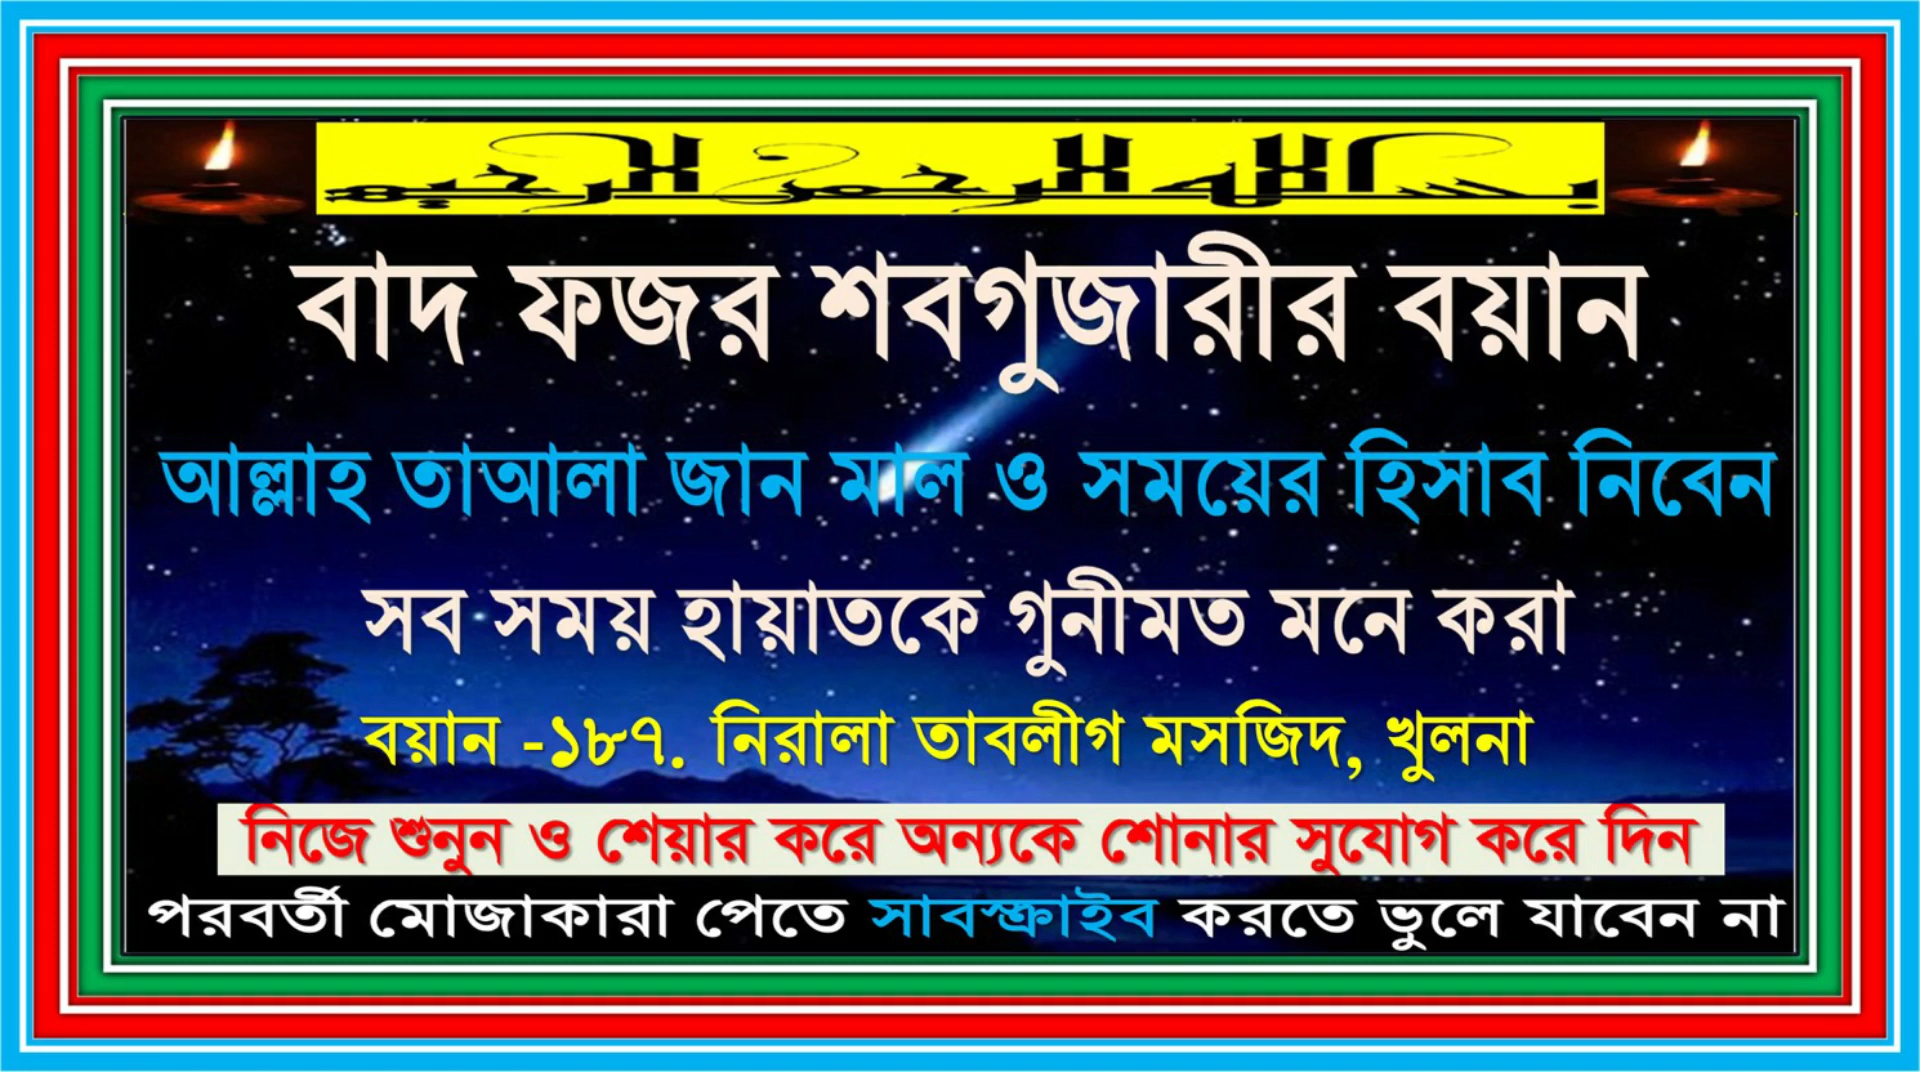 بسم الله الرحمن الرحيم
বাদ ফজর শবগুজারীর বয়ান
আল্লাহ তাআলা জান মাল ও সময়ের হিসাব নিবেন
সব সময় হায়াতকে গুনীমত মনে করা
বয়ান -১৮৭. নিরালা তাবলীগ মসজিদ, খুলনা
নিজে শুনুন ও শেয়ার করে অন্যকে শোনার সুযোগ করে দিন
পরবর্তী মোজাকারা পেতে সাবস্ক্রাইব করতে ভুলে যাবেন না